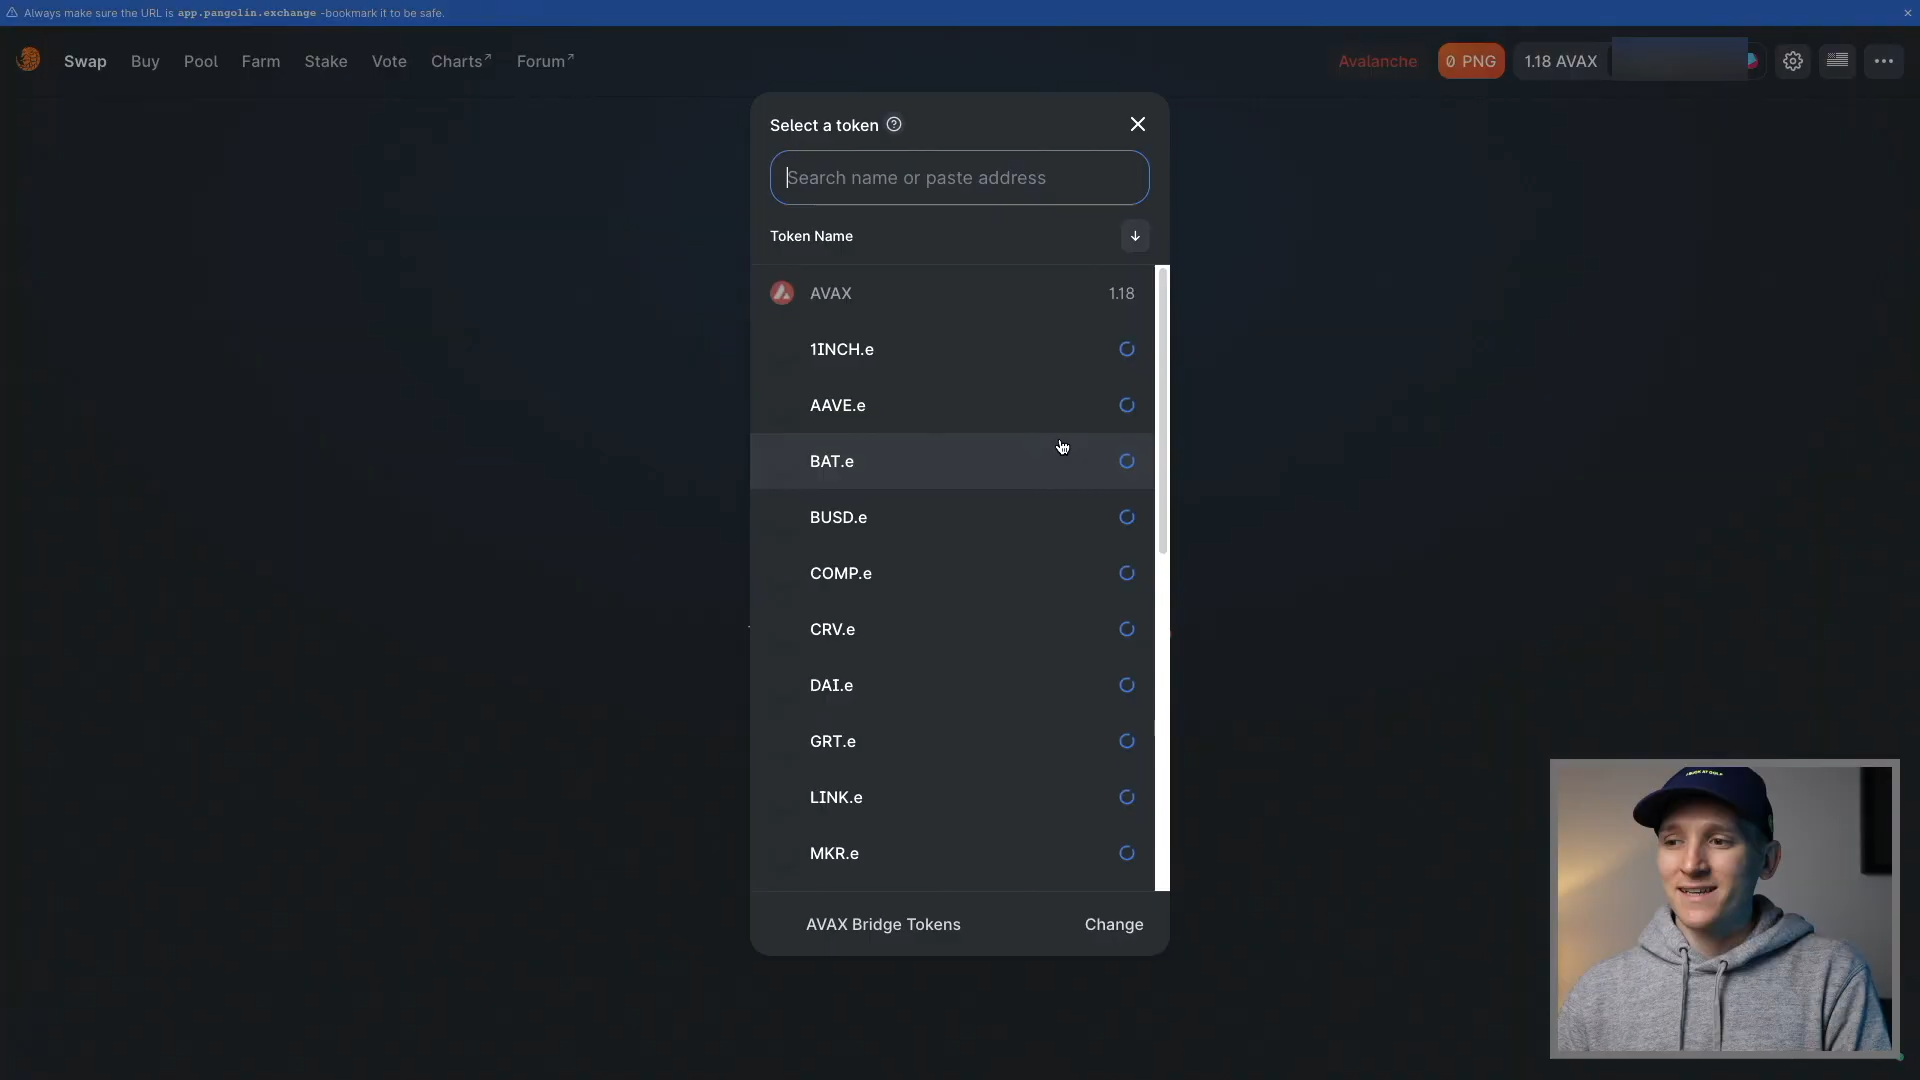 Always make sure the URL is app.pangolin.exchange -bookmark it to be safe.
Swap Buy Pool Farm Stake Vote Charts↗ Forum↗ Avalanche 0 PNG 1.18 AVAX
Select a token
Search name or paste address
Token Name
AVAX 1.18
1INCH.e
AAVE.e
BAT.e
BUSD.e
COMP.e
CRV.e
DAI.e
GRT.e
LINK.e
MKR.e
AVAX Bridge Tokens Change